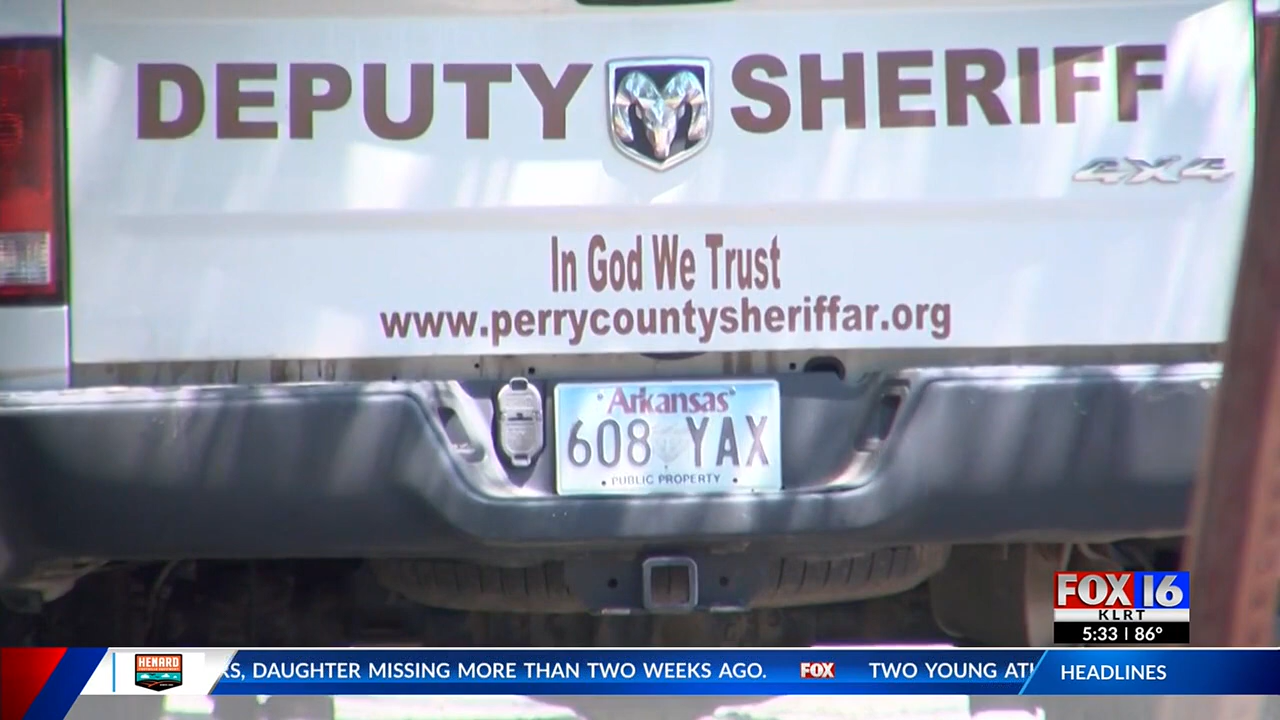 DEPUTY SHERIFF
4X4
In God We Trust
www.perrycountysheriffar.org
Arkansas
608 YAX
PUBLIC PROPERTY
FOX 16
KLRT
5:33 | 86°
HENARD
DAUGHTER MISSING MORE THAN TWO WEEKS AGO. FOX TWO YOUNG
HEADLINES